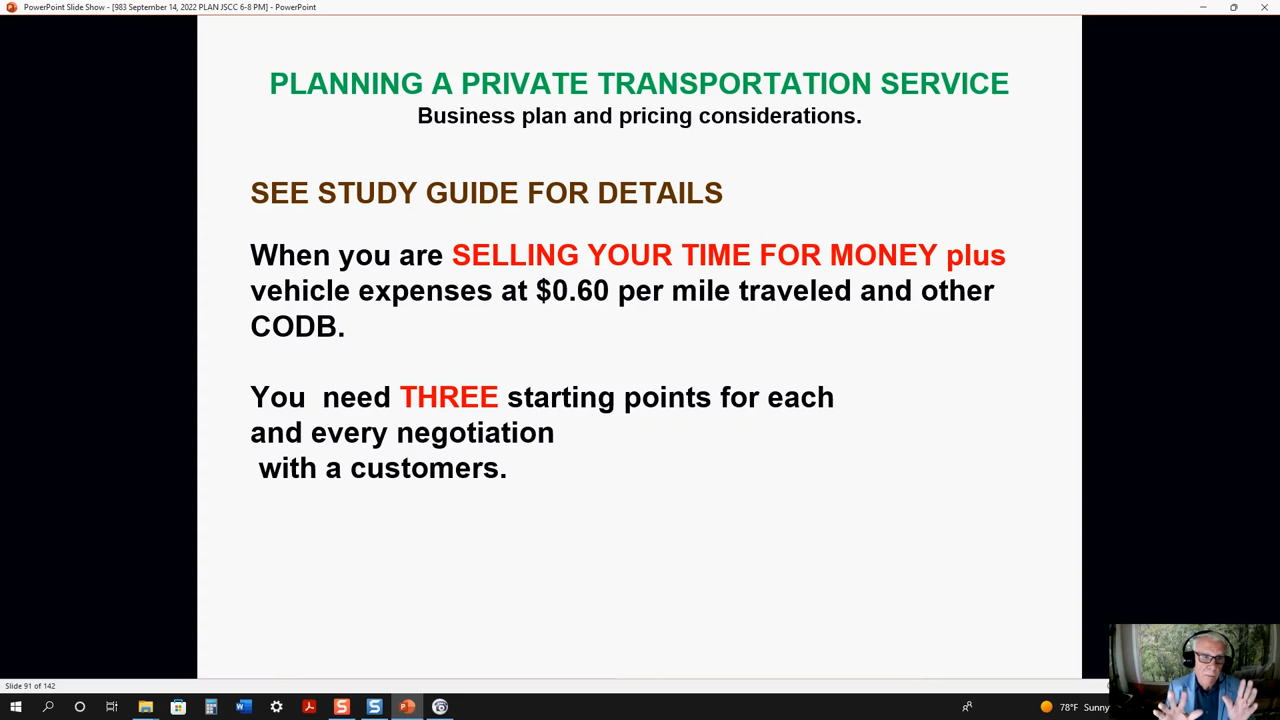 PowerPoint Slide Show - [983 September 14, 2022 PLAN JSCC 6-8 PM] - PowerPoint
PLANNING A PRIVATE TRANSPORTATION SERVICE
Business plan and pricing considerations.
SEE STUDY GUIDE FOR DETAILS
When you are SELLING YOUR TIME FOR MONEY plus
vehicle expenses at $0.60 per mile traveled and other
CODB.
You  need THREE starting points for each
and every negotiation
with a customers.
Slide 91 of 142
78°F Sunny